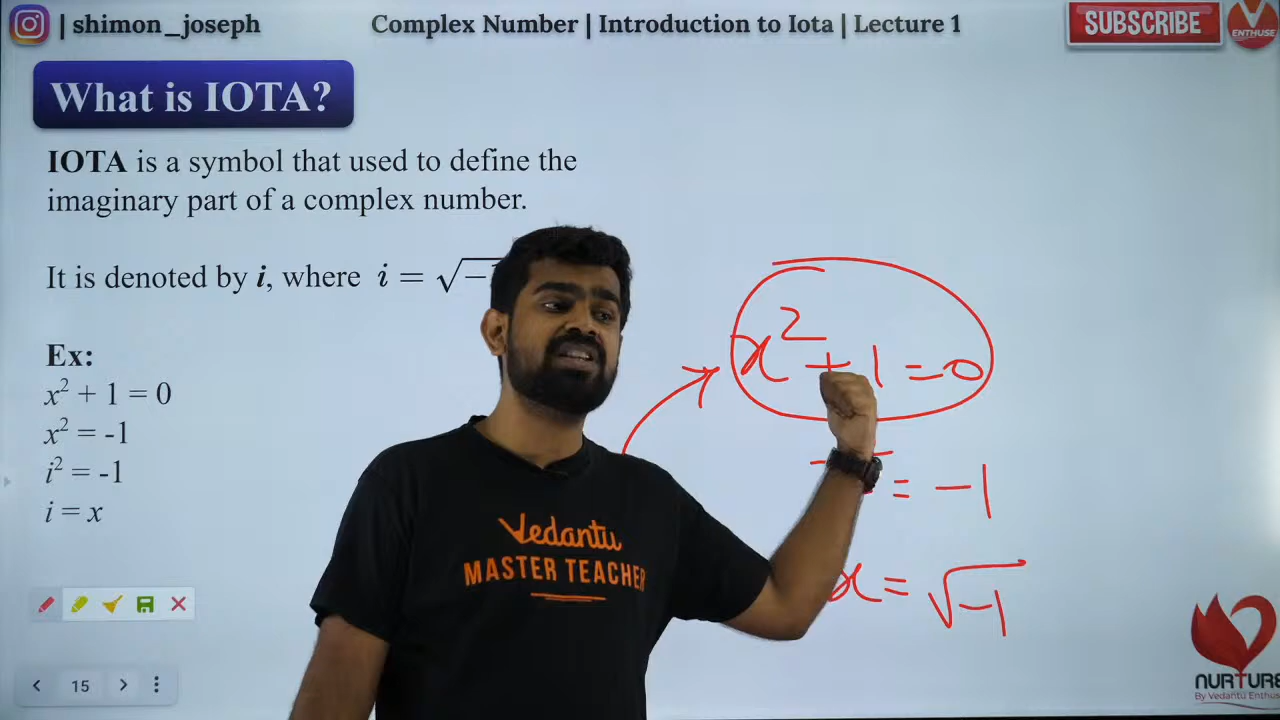 | shimon_joseph
Complex Number | Introduction to Iota | Lecture 1
SUBSCRIBE
ENTHUSE
What is IOTA?
IOTA is a symbol that used to define the
imaginary part of a complex number.
It is denoted by i, where i = √-1
Ex:
x² + 1 = 0
x² = -1
i² = -1
i = x
x² + 1 = 0
= -1
x = √-1
Vedantu
MASTER TEACHER
15
NURTURE
By Vedantu Enthuse